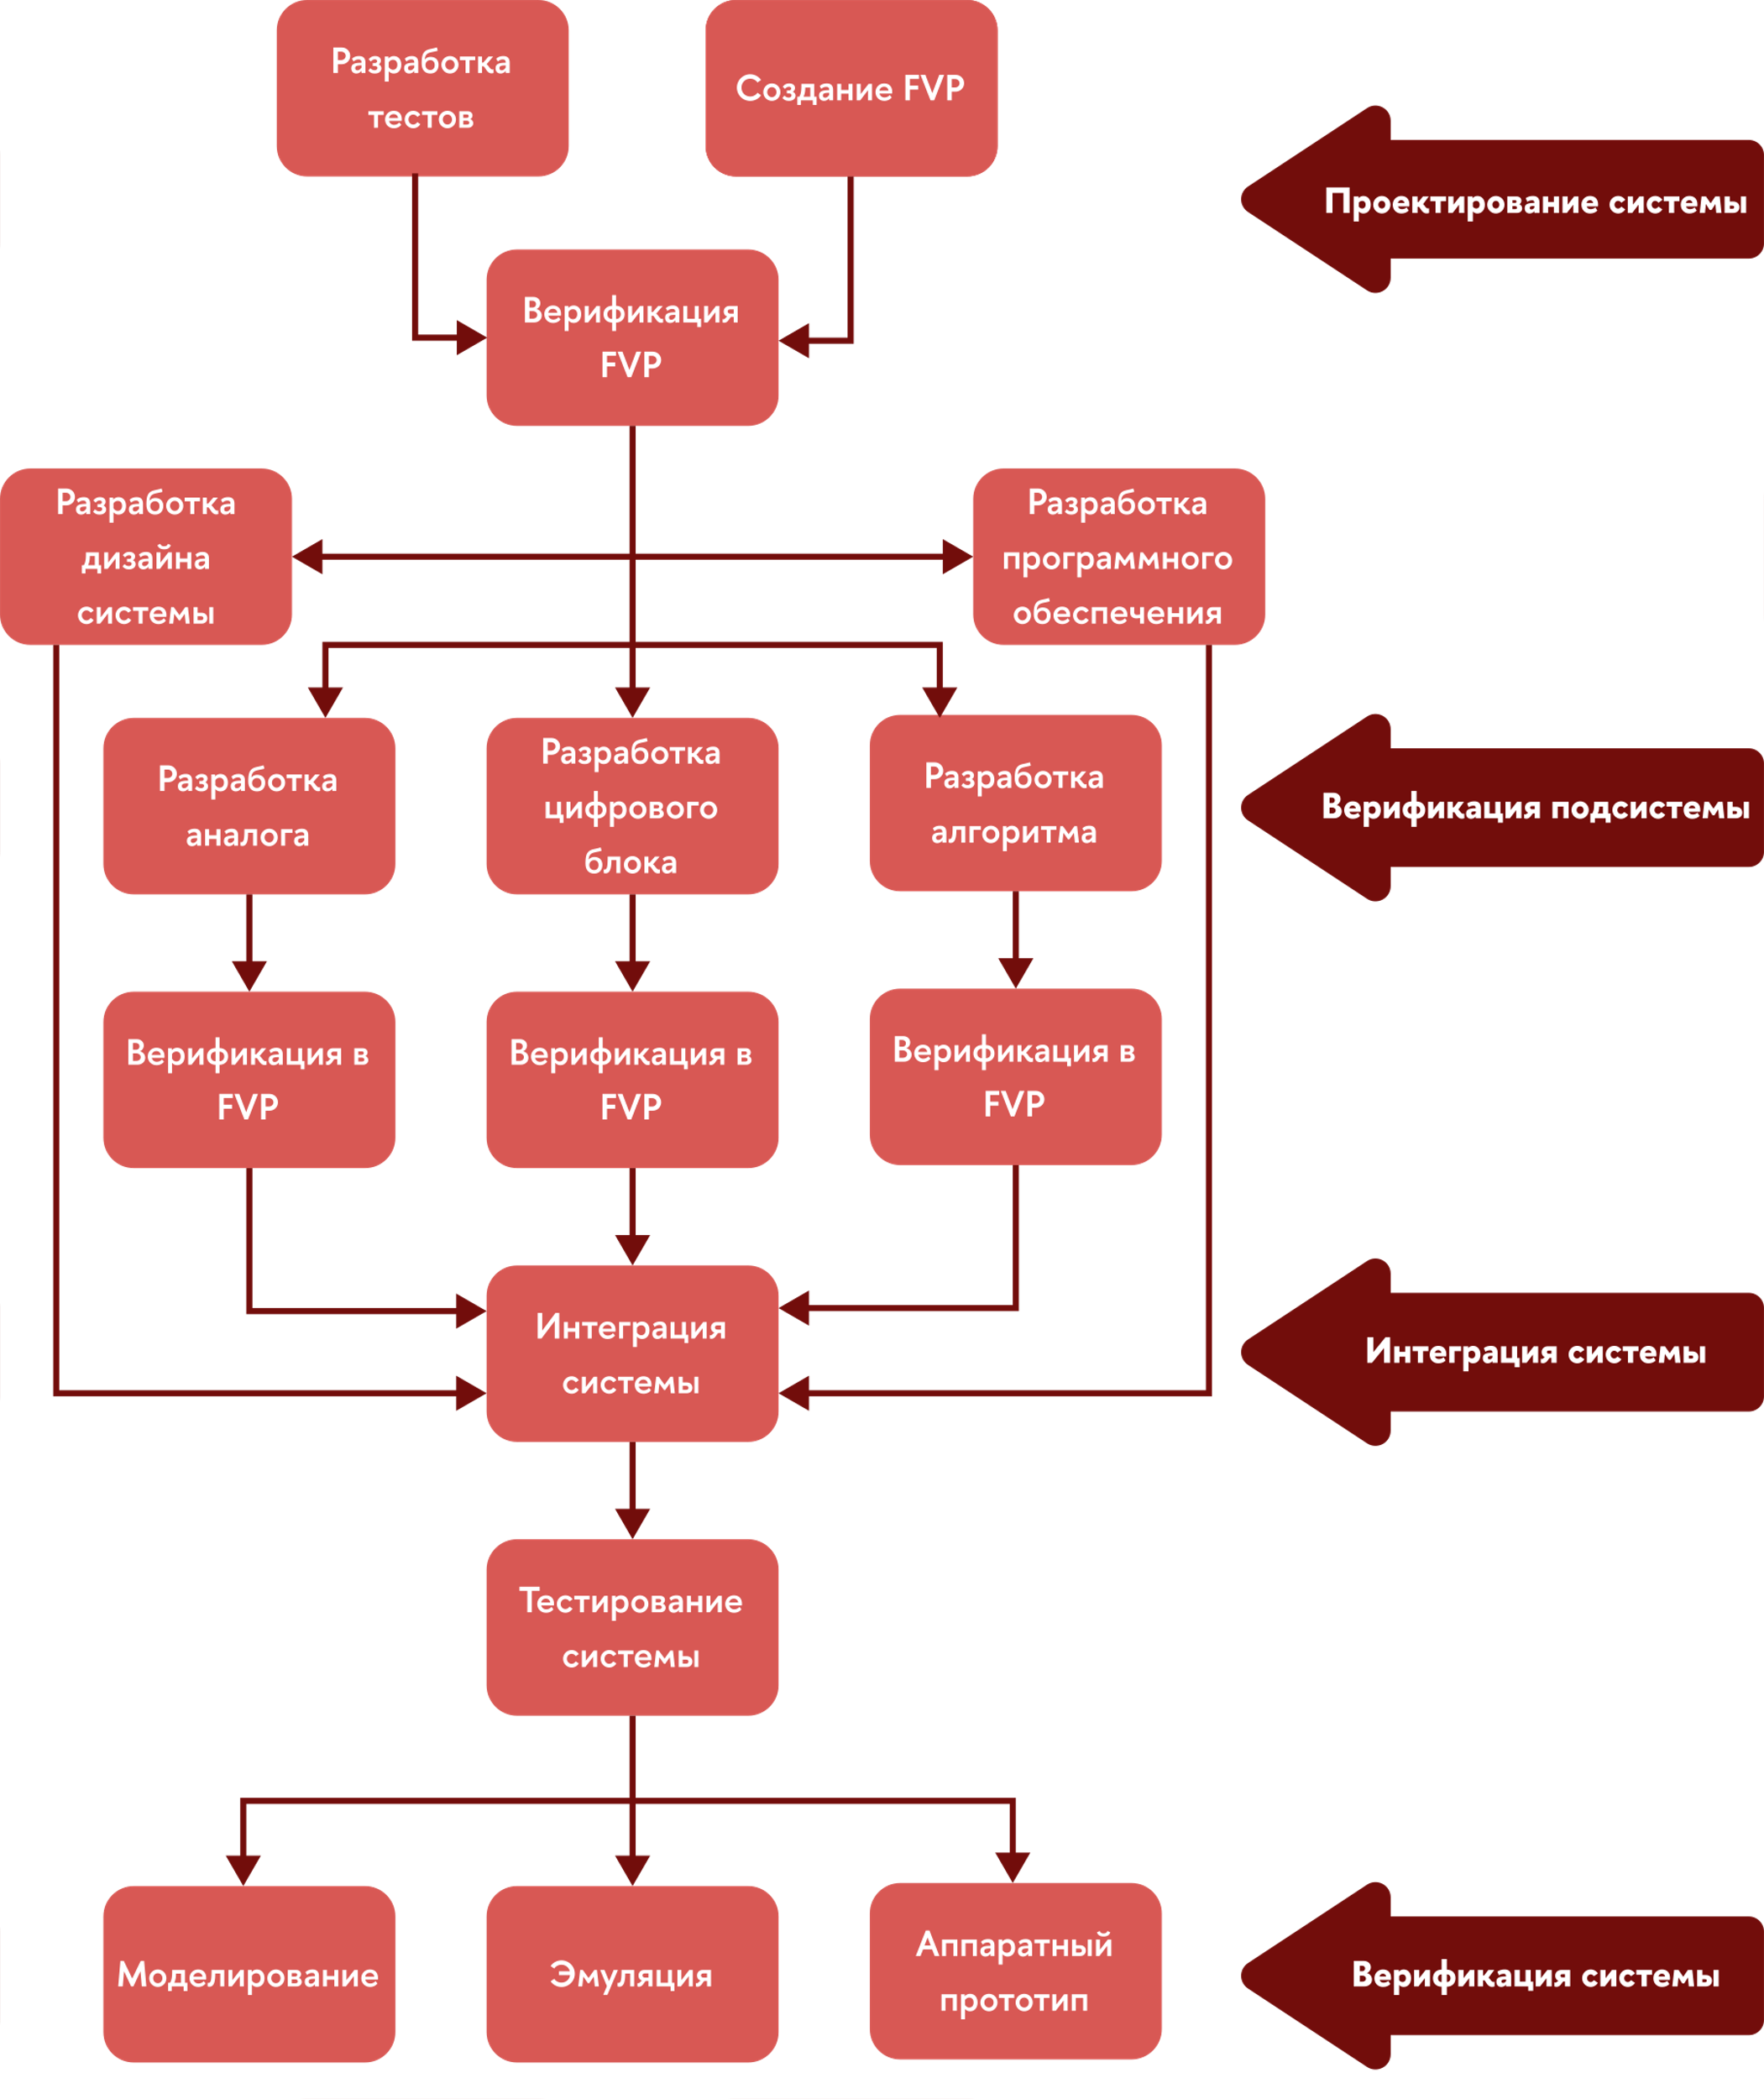 Разработка
тестов
Создание FVP
Проектирование системы
Верификация
FVP
Разработка
дизайна
системы
Разработка
программного
обеспечения
Разработка
аналога
Разработка
цифрового
блока
Разработка
алгоритма
Верификация подсистемы
Верификация в
FVP
Верификация в
FVP
Верификация в
FVP
Интеграция
системы
Интеграция системы
Тестирование
системы
Моделирование
Эмуляция
Аппаратный
прототип
Верификация системы